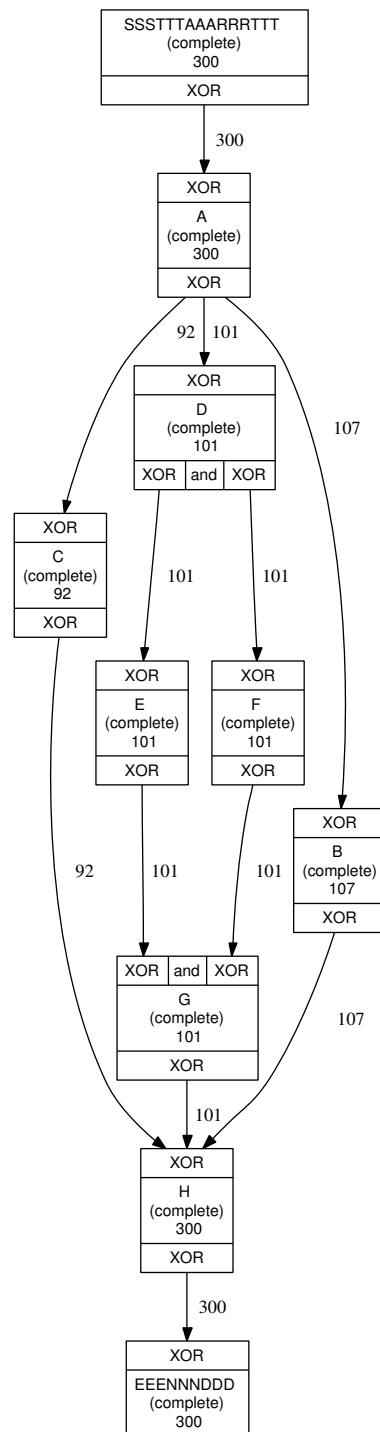 SSSTTTAAARRRTTT
(complete)
300
XOR
300
XOR
A
(complete)
300
XOR
92
101
107
XOR
D
(complete)
101
XOR and XOR
XOR
C
(complete)
92
XOR
101
101
XOR
E
(complete)
101
XOR
XOR
F
(complete)
101
XOR
XOR
B
(complete)
107
XOR
92
101
101
107
XOR and XOR
G
(complete)
101
XOR
101
XOR
H
(complete)
300
XOR
300
XOR
EEENNNDDD
(complete)
300